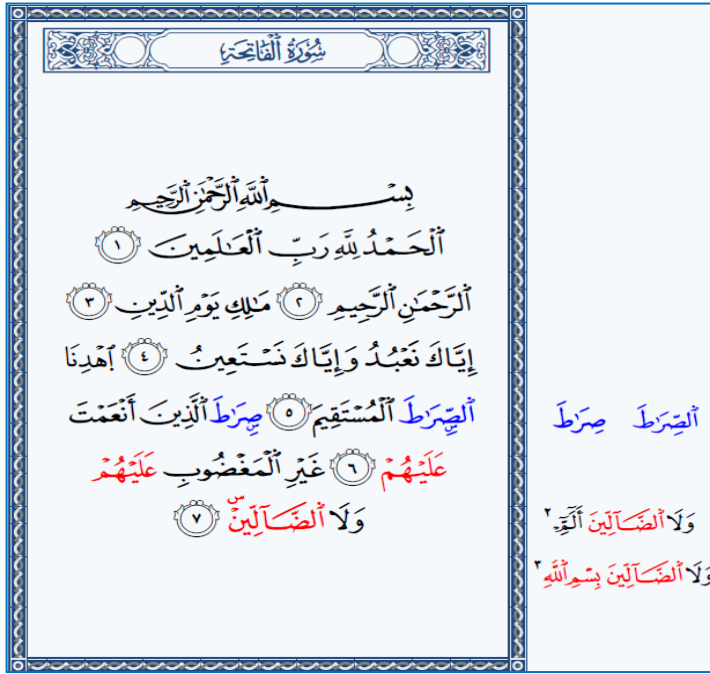 سُورَةُ ٱلْفَاتِحَةِ
بِسْمِ ٱللَّهِ ٱلرَّحْمَٰنِ ٱلرَّحِيمِ
ٱلْحَمْدُ لِلَّهِ رَبِّ ٱلْعَٰلَمِينَ ١
ٱلرَّحْمَٰنِ ٱلرَّحِيمِ ٢ مَٰلِكِ يَوْمِ ٱلدِّينِ ٣
إِيَّاكَ نَعْبُدُ وَإِيَّاكَ نَسْتَعِينُ ٤ ٱهْدِنَا
ٱلصِّرَٰطَ ٱلْمُسْتَقِيمَ ٥ صِرَٰطَ ٱلَّذِينَ أَنْعَمْتَ
عَلَيْهُمْ ٦ غَيْرِ ٱلْمَغْضُوبِ عَلَيْهُمْ
وَلَا ٱلضَّآلِّينَۜ ٧
ٱلصِّرَٰطَ صِرَٰطَ
وَلَا ٱلضَّآلِّينَ ٢
وَلَا ٱلضَّآلِّينَ بِسْمِ ٱللَّهِ ٣